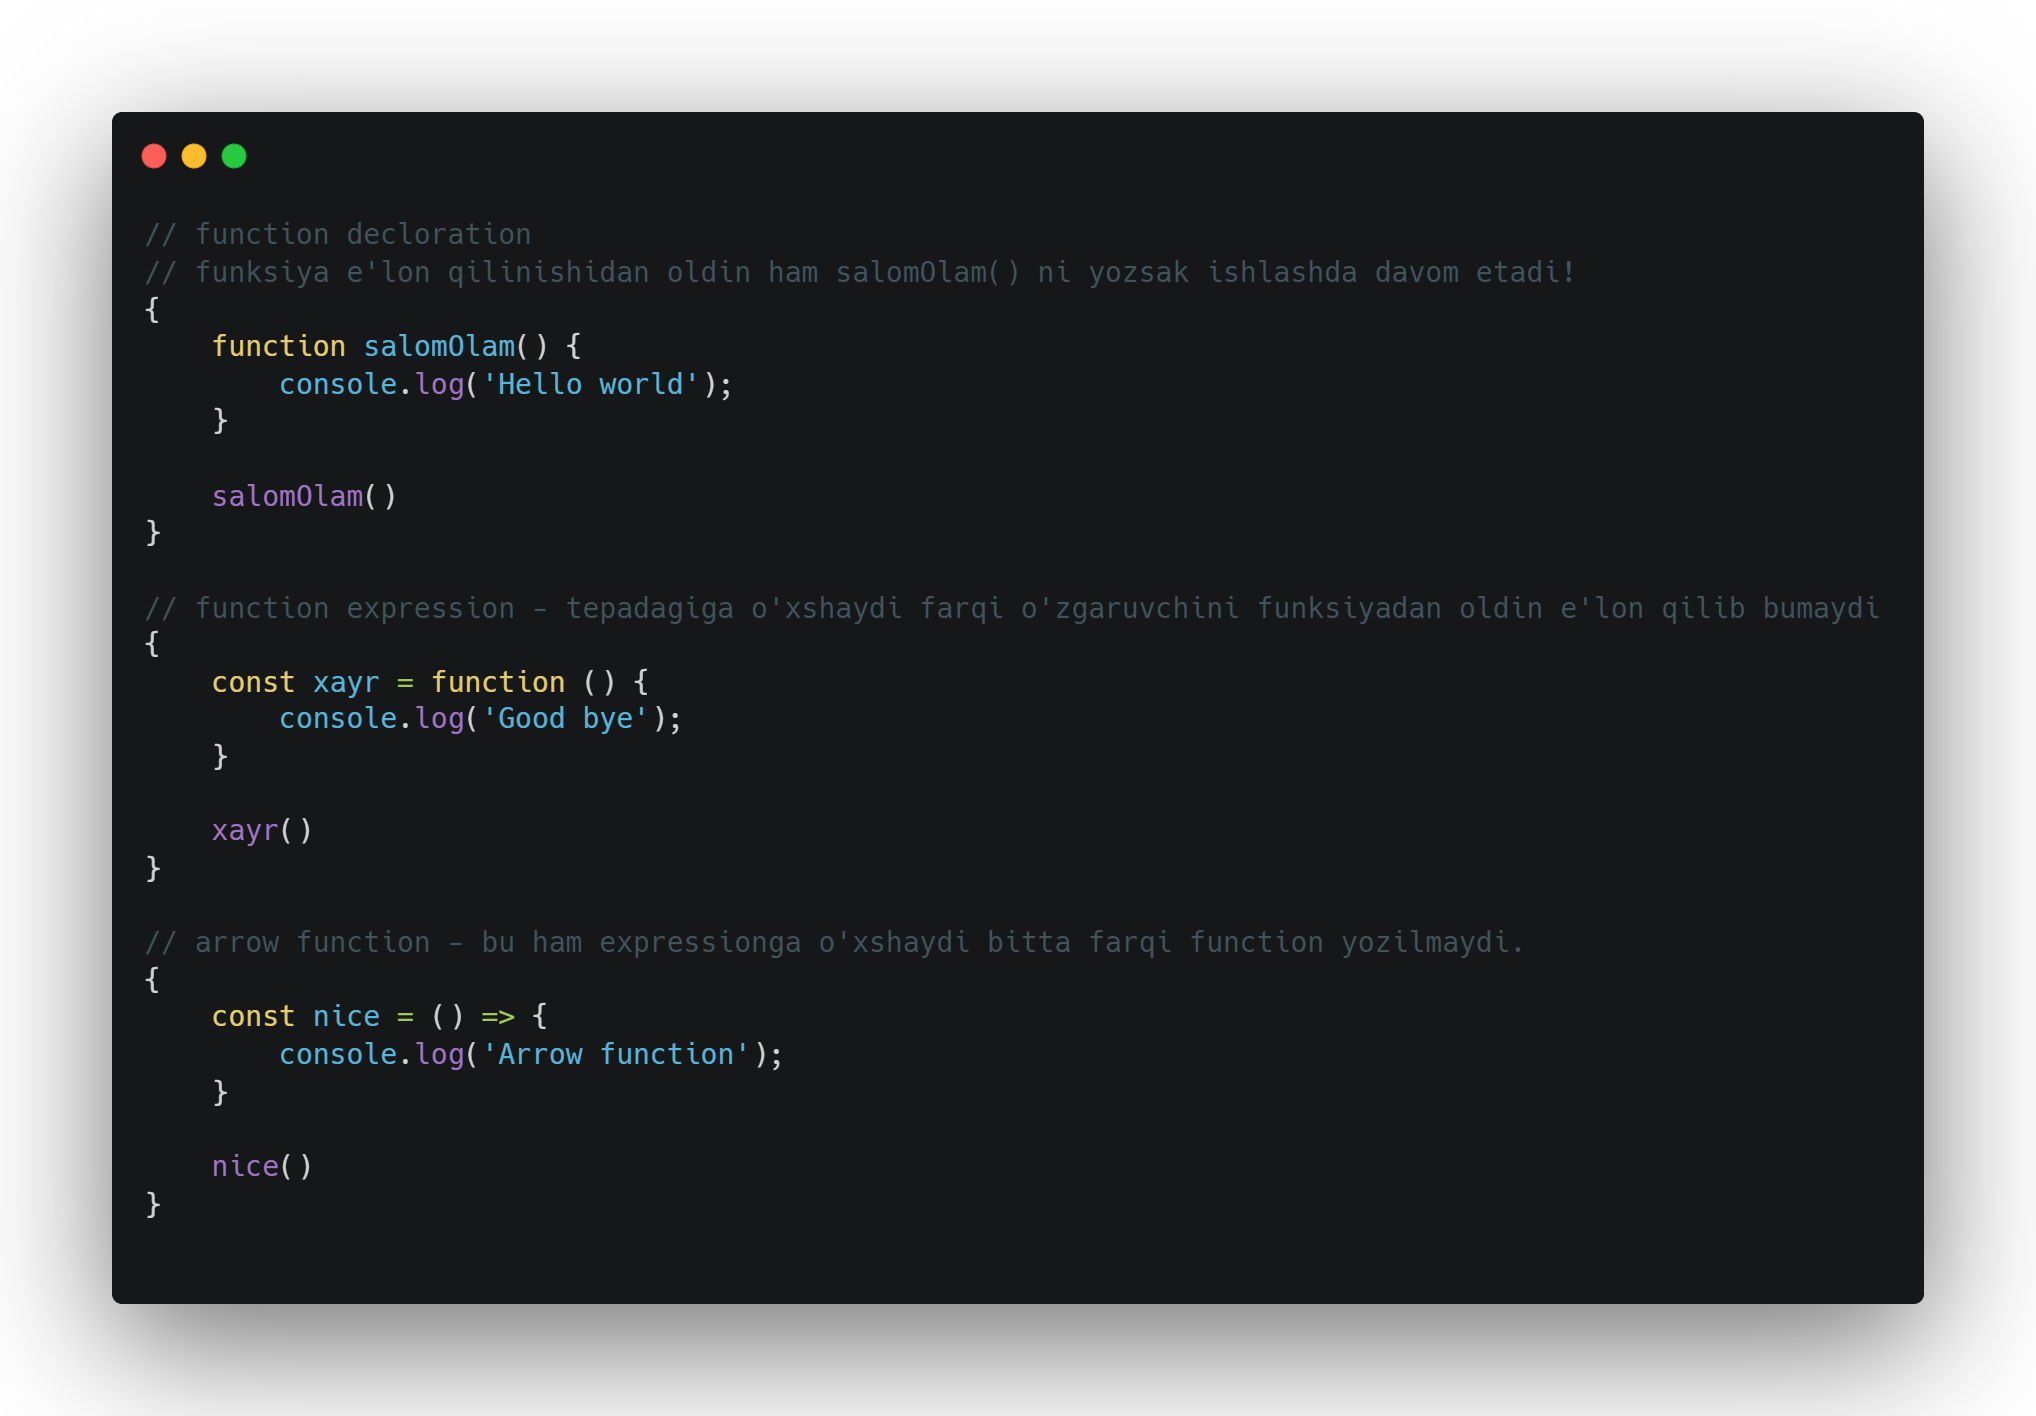 // function decloration
// funksiya e'lon qilinishidan oldin ham salomOlam() ni yozsak ishlashda davom etadi!
{
    function salomOlam() {
        console.log('Hello world');
    }

    salomOlam()
}

// function expression - tepadagiga o'xshaydi farqi o'zgaruvchini funksiyadan oldin e'lon qilib bumaydi
{
    const xayr = function () {
        console.log('Good bye');
    }

    xayr()
}

// arrow function - bu ham expressionga o'xshaydi bitta farqi function yozilmaydi.
{
    const nice = () => {
        console.log('Arrow function');
    }

    nice()
}